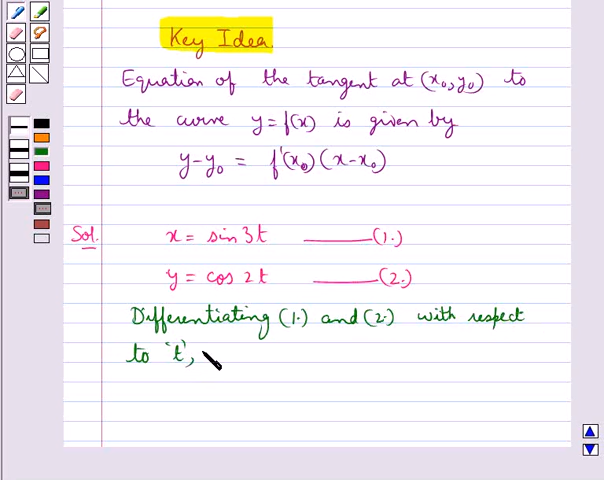 Key Idea.
Equation of the tangent at (x₀, y₀) to
the curve y = f(x) is given by
y - y₀ = f'(x₀) (x - x₀)
Sol. x = sin 3t ———(1.)
y = cos 2t ———(2.)
Differentiating (1.) and (2.) with respect
to 't',